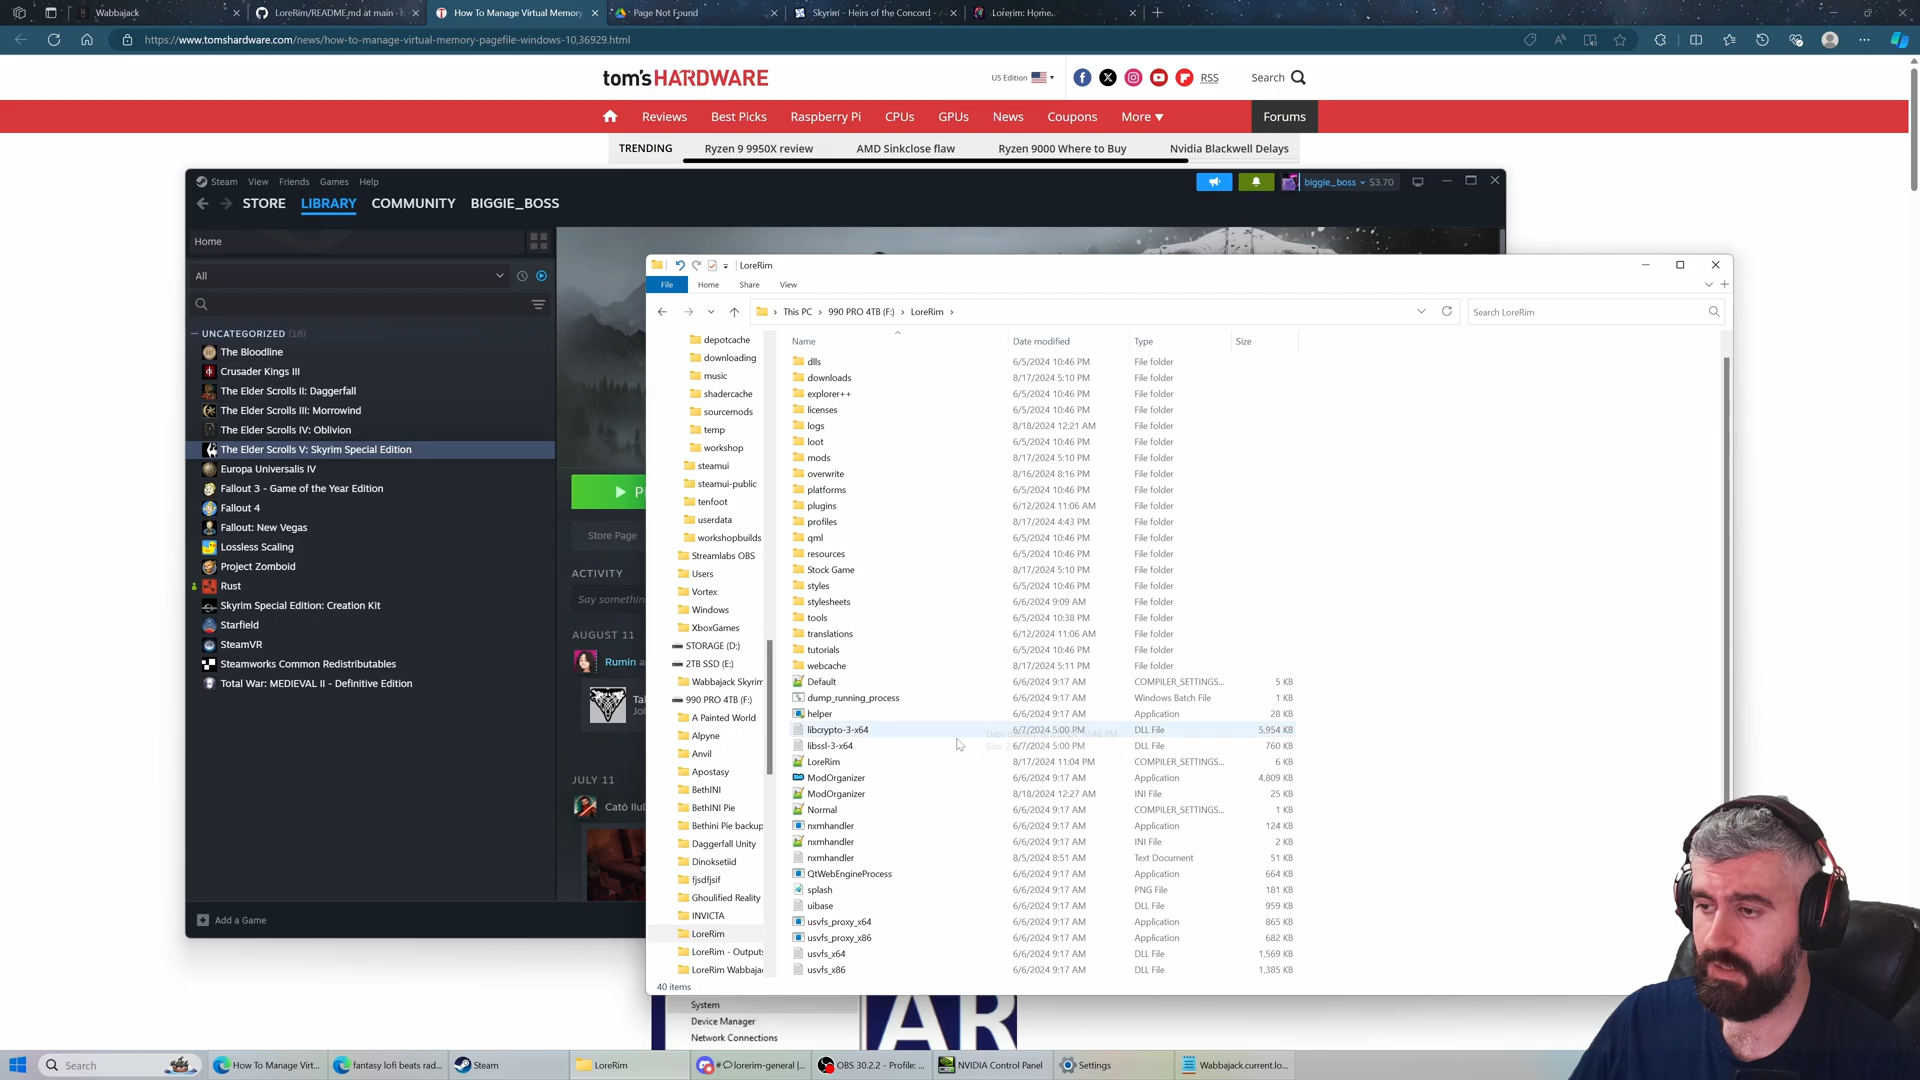 Wabbajack
LoreRim/README.md at main
How To Manage Virtual Memory
Page Not Found
Skyrim - Heirs of the Concord -
Lorerim: Home.
https://www.tomshardware.com/news/how-to-manage-virtual-memory-pagefile-windows-10,36929.html
tom's HARDWARE
US Edition
RSS
Search
Reviews
Best Picks
Raspberry Pi
CPUs
GPUs
News
Coupons
More ▼
Forums
TRENDING
Ryzen 9 9950X review
AMD Sinkclose flaw
Ryzen 9000 Where to Buy
Nvidia Blackwell Delays
Steam View Friends Games Help
biggie_boss $3.70
STORE LIBRARY COMMUNITY BIGGIE_BOSS
Home
All
UNCATEGORIZED (18)
The Bloodline
Crusader Kings III
The Elder Scrolls II: Daggerfall
The Elder Scrolls III: Morrowind
The Elder Scrolls IV: Oblivion
The Elder Scrolls V: Skyrim Special Edition
Europa Universalis IV
Fallout 3 - Game of the Year Edition
Fallout 4
Fallout: New Vegas
Lossless Scaling
Project Zomboid
Rust
Skyrim Special Edition: Creation Kit
Starfield
SteamVR
Steamworks Common Redistributables
Total War: MEDIEVAL II - Definitive Edition
Add a Game
Store Page
ACTIVITY
Say somethin
AUGUST 11
Rumin
JULY 11
LoreRim
File Home Share View
This PC 990 PRO 4TB (F:) LoreRim
Search LoreRim
depotcache
downloading
music
shadercache
sourcemods
temp
workshop
steamui
steamui-public
tenfoot
userdata
workshopbuilds
Streamlabs OBS
Users
Vortex
Windows
XboxGames
STORAGE (D:)
2TB SSD (E:)
Wabbajack Skyrim
990 PRO 4TB (F:)
A Painted World
Alpyne
Anvil
Apostasy
BethINI
BethINI Pie
Bethini Pie backup
Daggerfall Unity
Dinoksetiid
fjsdfjsif
Ghoulified Reality
INVICTA
LoreRim
LoreRim - Outputs
LoreRim Wabbaja
Name Date modified Type Size
dlls 6/5/2024 10:46 PM File folder
downloads 8/17/2024 5:10 PM File folder
explorer++ 6/5/2024 10:46 PM File folder
licenses 6/5/2024 10:46 PM File folder
logs 8/18/2024 12:21 AM File folder
loot 6/5/2024 10:46 PM File folder
mods 8/17/2024 5:10 PM File folder
overwrite 8/16/2024 8:16 PM File folder
platforms 6/5/2024 10:46 PM File folder
plugins 6/12/2024 11:06 AM File folder
profiles 8/17/2024 4:43 PM File folder
qml 6/5/2024 10:46 PM File folder
resources 6/5/2024 10:46 PM File folder
Stock Game 8/17/2024 5:10 PM File folder
styles 6/5/2024 10:46 PM File folder
stylesheets 6/6/2024 9:09 AM File folder
tools 6/5/2024 10:38 PM File folder
translations 6/12/2024 11:06 AM File folder
tutorials 6/5/2024 10:46 PM File folder
webcache 8/17/2024 5:11 PM File folder
Default 6/6/2024 9:17 AM COMPILER_SETTINGS... 5 KB
dump_running_process 6/6/2024 9:17 AM Windows Batch File 1 KB
helper 6/6/2024 9:17 AM Application 28 KB
libcrypto-3-x64 6/7/2024 5:00 PM DLL File 5,954 KB
libssl-3-x64 6/7/2024 5:00 PM DLL File 760 KB
LoreRim 8/17/2024 11:04 PM COMPILER_SETTINGS... 6 KB
ModOrganizer 6/6/2024 9:17 AM Application 4,809 KB
ModOrganizer 8/18/2024 12:27 AM INI File 25 KB
Normal 6/6/2024 9:17 AM COMPILER_SETTINGS... 1 KB
nxmhandler 6/6/2024 9:17 AM Application 124 KB
nxmhandler 6/6/2024 9:17 AM INI File 2 KB
nxmhandler 8/5/2024 8:51 AM Text Document 51 KB
QtWebEngineProcess 6/6/2024 9:17 AM Application 664 KB
splash 6/6/2024 9:17 AM PNG File 181 KB
uibase 6/6/2024 9:17 AM DLL File 959 KB
usvfs_proxy_x64 6/6/2024 9:17 AM Application 865 KB
usvfs_proxy_x86 6/6/2024 9:17 AM Application 682 KB
usvfs_x64 6/6/2024 9:17 AM DLL File 1,569 KB
usvfs_x86 6/6/2024 9:17 AM DLL File 1,385 KB
40 items
System
Device Manager
Network Connections
AR
Search
How To Manage Virt...
fantasy lofi beats rad...
Steam
LoreRim
lorerim-general |...
OBS 30.2.2 - Profile: ...
NVIDIA Control Panel
Settings
Wabbajack.current.lo...